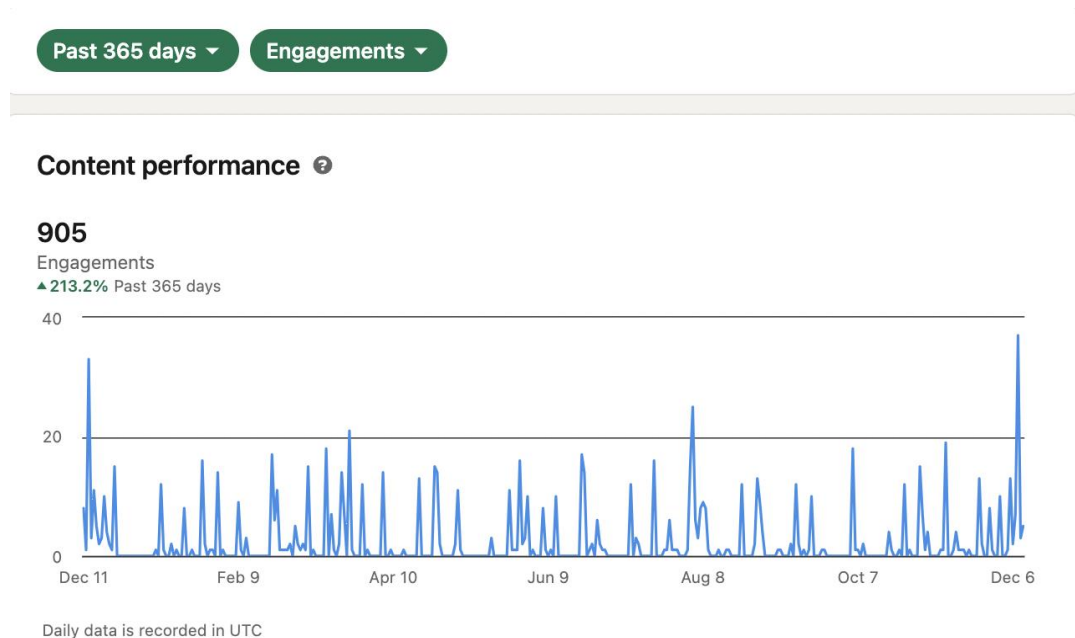 Past 365 days Engagements
Content performance
905
Engagements
213.2% Past 365 days
40
20
0
Dec 11 Feb 9 Apr 10 Jun 9 Aug 8 Oct 7 Dec 6
Daily data is recorded in UTC